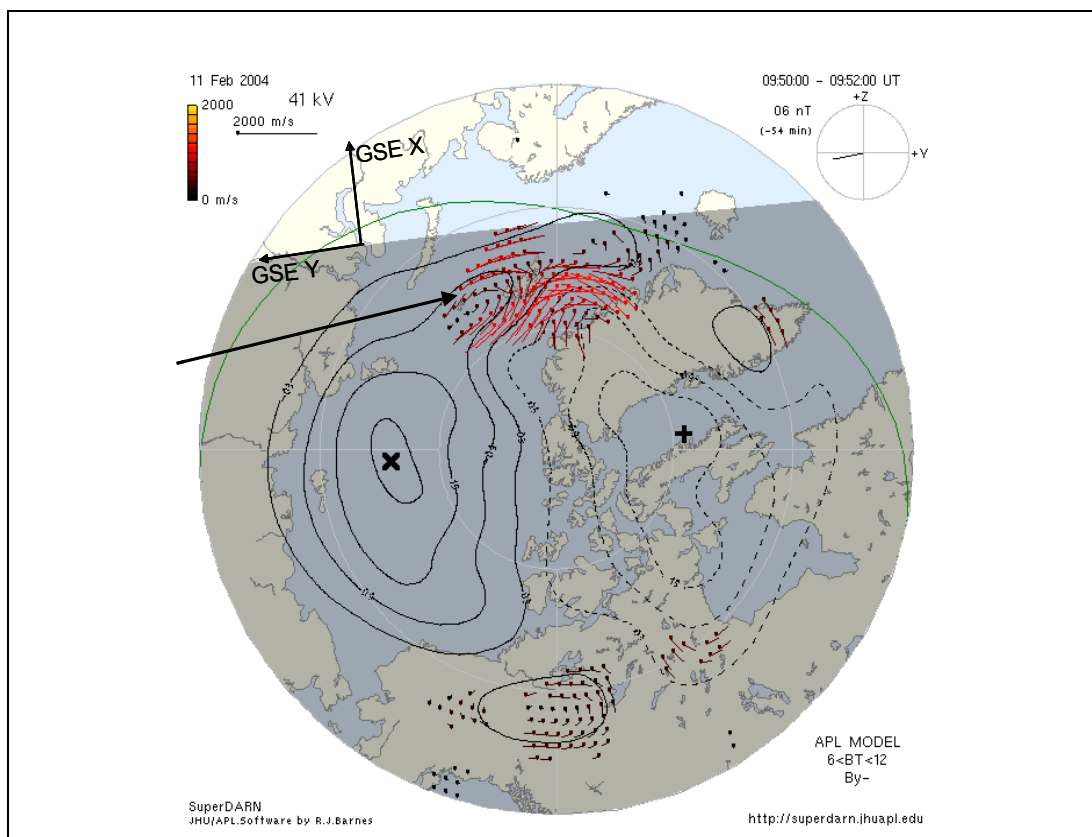 11 Feb 2004
2000
41 kV
2000 m/s
0 m/s
09:50:00 - 09:52:00 UT
+Z
06 nT
(-54 min)
+Y
GSE X
GSE Y
APL MODEL
6<BT<12
By-
SuperDARN
JHU/APL.Software by R.J.Barnes
http://superdarn.jhuapl.edu